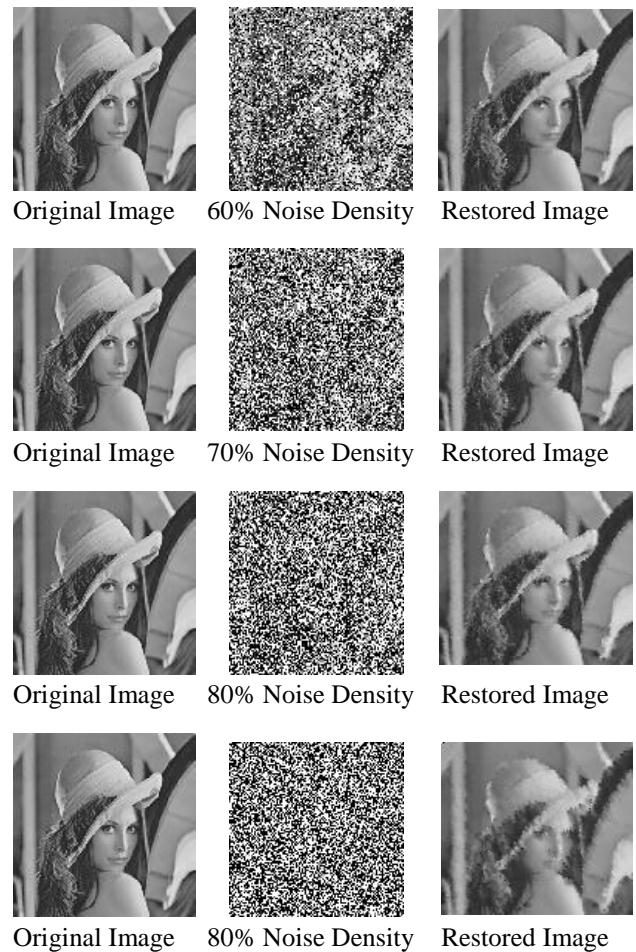 Original Image 60% Noise Density Restored Image
Original Image 70% Noise Density Restored Image
Original Image 80% Noise Density Restored Image
Original Image 80% Noise Density Restored Image